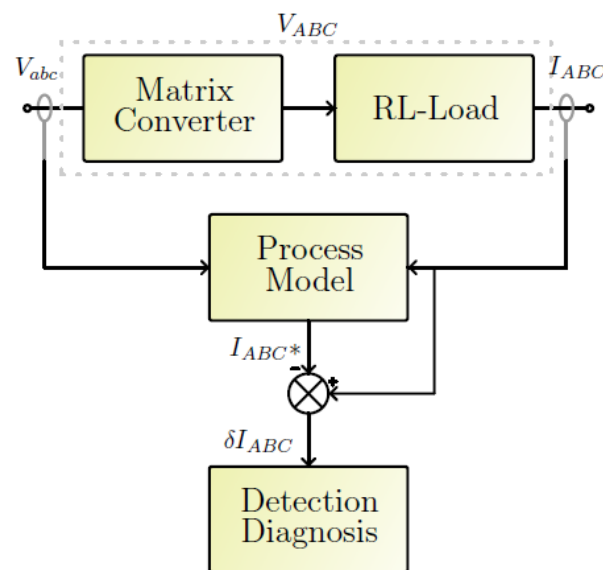 V_ABC
V_abc
I_ABC
Matrix
Converter
RL-Load
Process
Model
I_ABC*
-
+
δI_ABC
Detection
Diagnosis